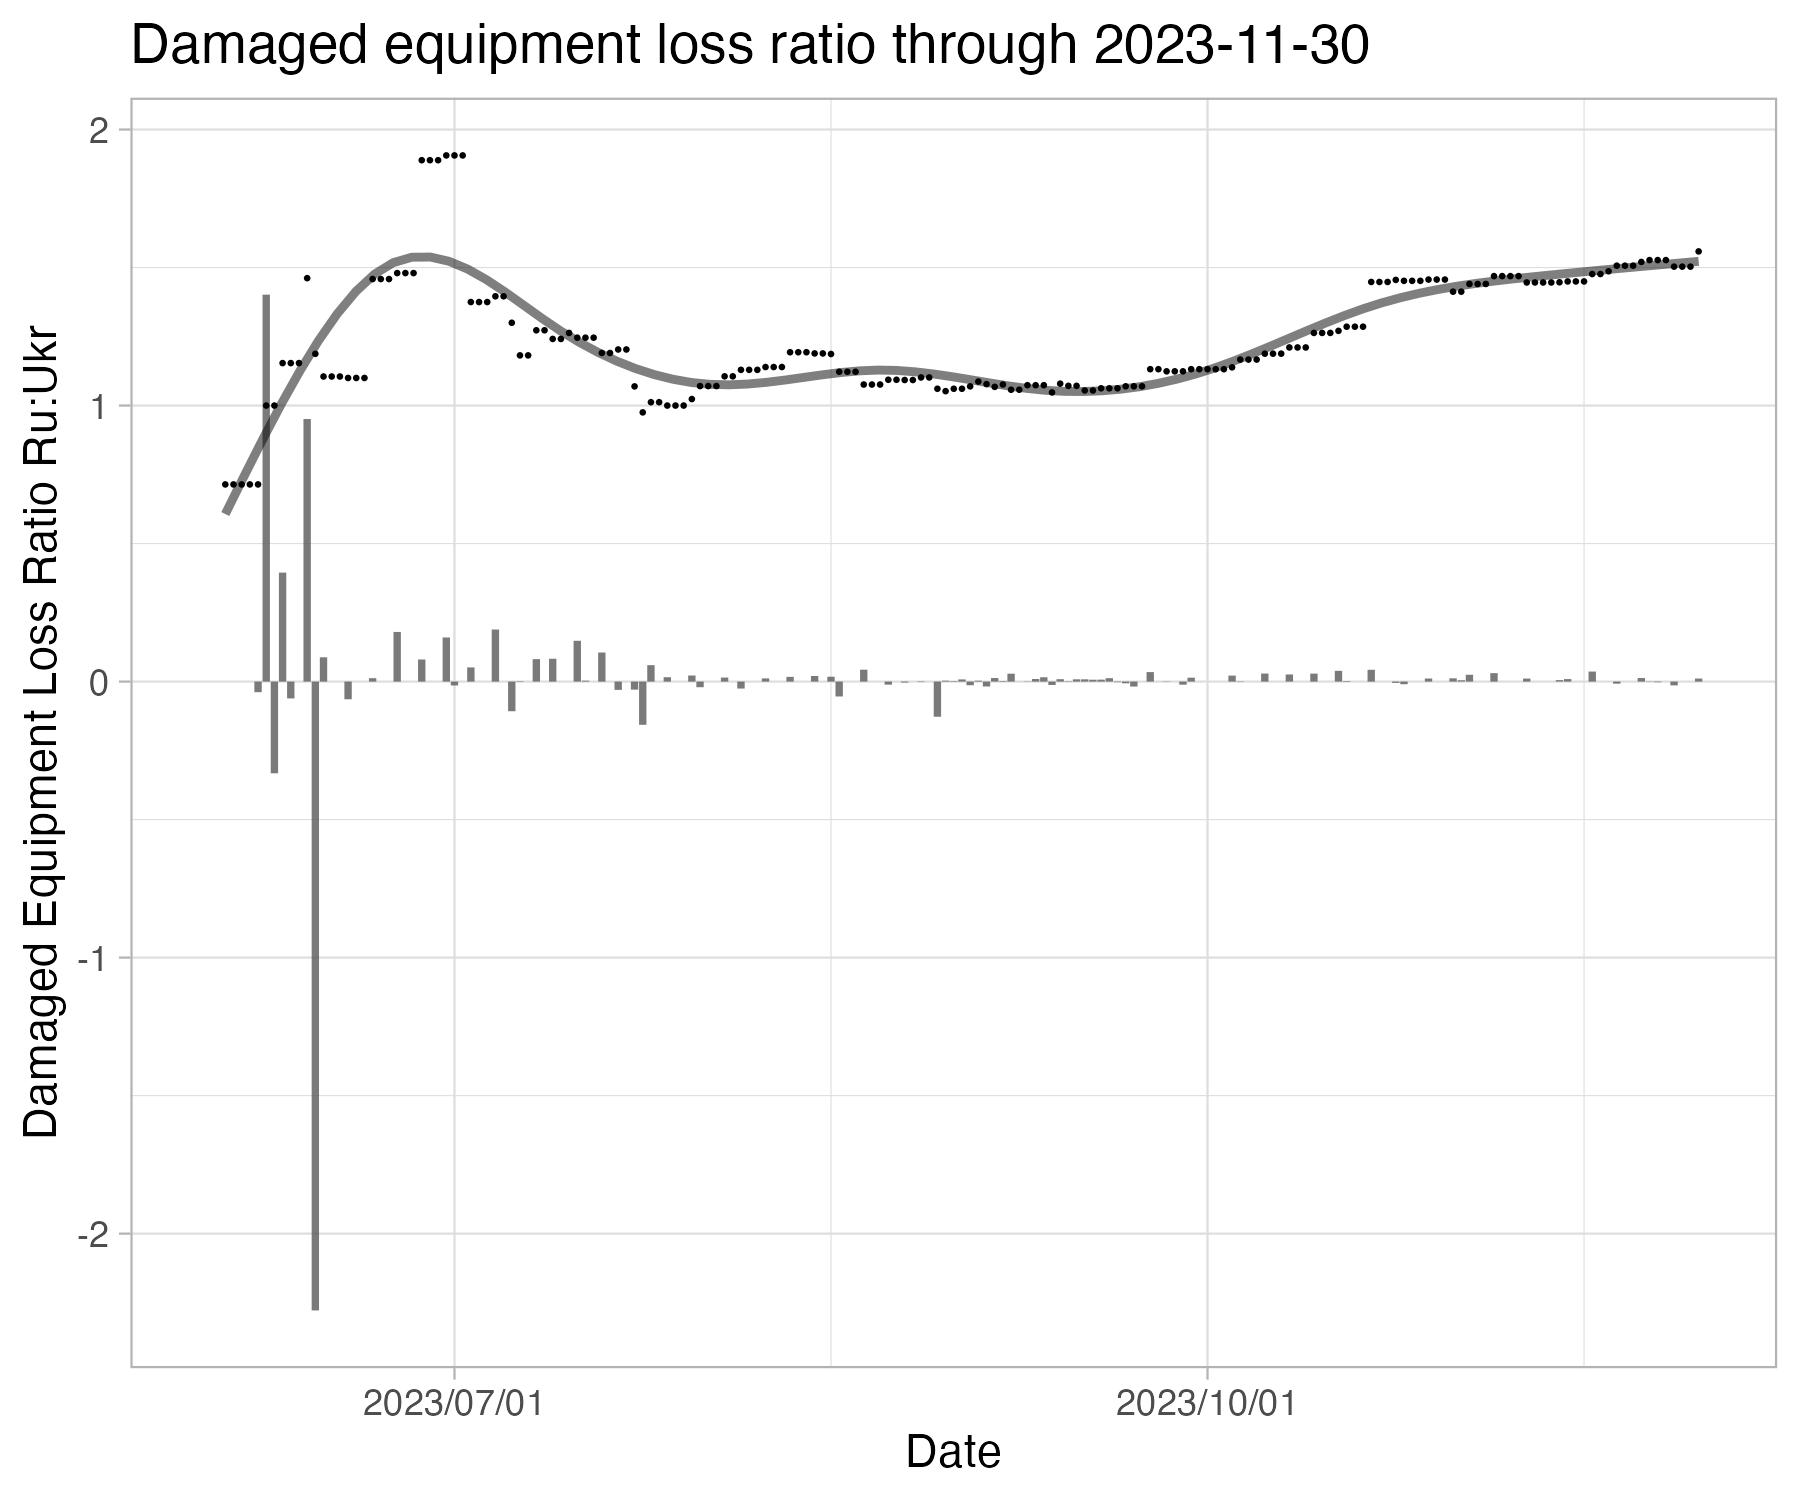 Damaged equipment loss ratio through 2023-11-30
Damaged Equipment Loss Ratio Ru:Ukr
2
1
0
-1
-2
2023/07/01
2023/10/01
Date